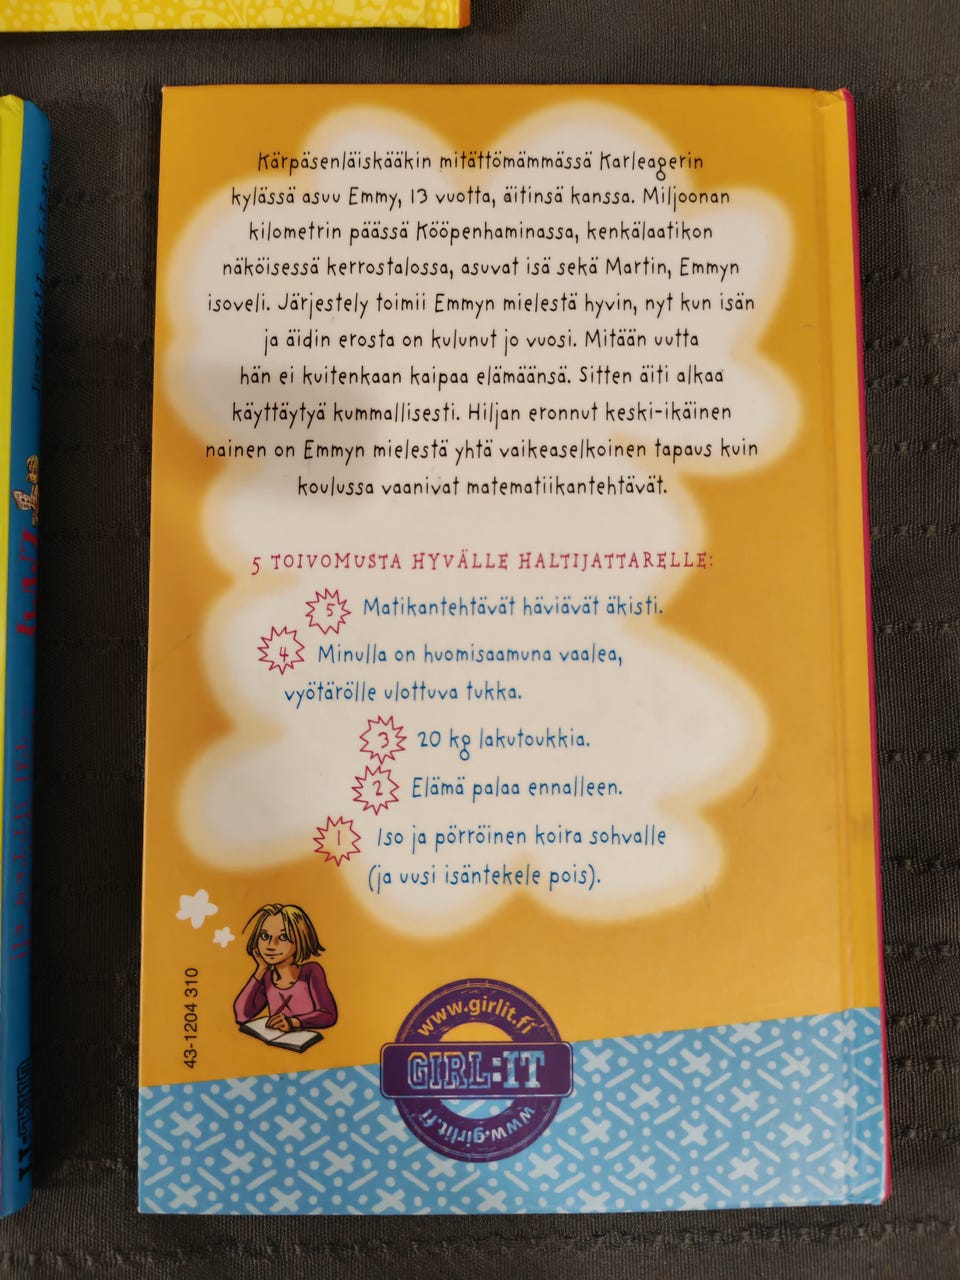 Kärpäsenläiskääkin mitättömämmässä Karleagerin
kylässä asuu Emmy, 13 vuotta, äitinsä kanssa. Miljoonan
kilometrin päässä Kööpenhaminassa, kenkälaatikon
näköisessä kerrostalossa, asuvat isä sekä Martin, Emmyn
isoveli. Järjestely toimii Emmyn mielestä hyvin, nyt kun isän
ja äidin erosta on kulunut jo vuosi. Mitään uutta
hän ei kuitenkaan kaipaa elämäänsä. Sitten äiti alkaa
käyttäytyä kummallisesti. Hiljan eronnut keski-ikäinen
nainen on Emmyn mielestä yhtä vaikeaselkoinen tapaus kuin
koulussa vaanivat matematiikantehtävät.
5 TOIVOMUSTA HYVÄLLE HALTIJATTARELLE:
5 Matikantehtävät häviävät äkisti.
4 Minulla on huomisaamuna vaalea,
vyötärölle ulottuva tukka.
3 20 kg lakutoukkia.
2 Elämä palaa ennalleen.
1 Iso ja pörröinen koira sohvalle
(ja uusi isäntekele pois).
43-1204 310
www.girlit.fi
GIRL:IT
www.girlit.fi